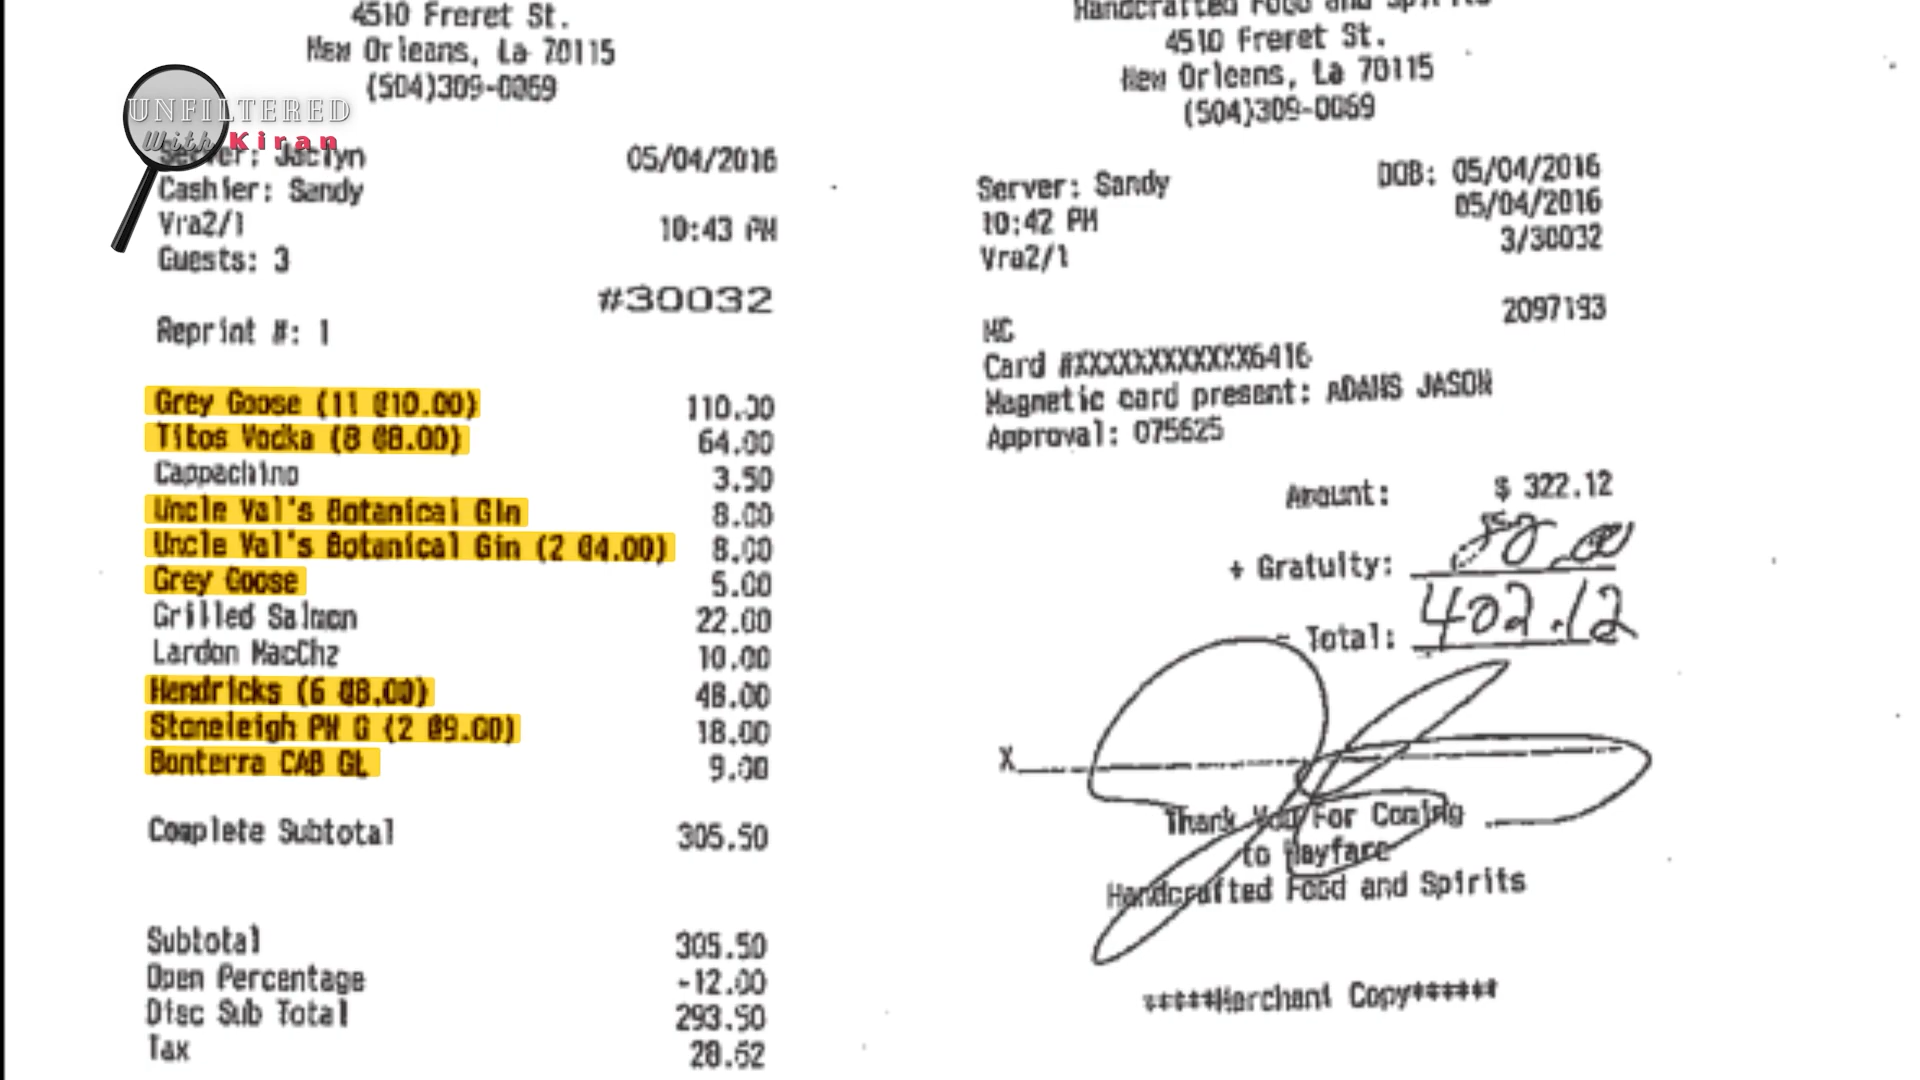 4510 Freret St.
New Orleans, La 70115
(504)309-0069
UNFILTERED
With Kiran
Server: Jaclyn 05/04/2016
Cashier: Sandy
Vra2/1 10:43 PM
Guests: 3
#30032
Reprint #: 1
Grey Goose (11 @10.00) 110.00
Titos Vodka (8 @8.00) 64.00
Cappachino 3.50
Uncle Val's Botanical Gin 8.00
Uncle Val's Botanical Gin (2 @4.00) 8.00
Grey Goose 5.00
Grilled Salmon 22.00
Lardon MacChz 10.00
Hendricks (6 @8.00) 48.00
Stoneleigh PN G (2 @9.00) 18.00
Bonterra CAB GL 9.00
Complete Subtotal 305.50
Subtotal 305.50
Open Percentage -12.00
Disc Sub Total 293.50
Tax 28.62
Handcrafted Food and Spirits
4510 Freret St.
New Orleans, La 70115
(504)309-0069
Server: Sandy DOB: 05/04/2016
10:42 PM 05/04/2016
Vra2/1 3/30032
2097193
MC
Card #XXXXXXXXXXXX6416
Magnetic card present: ADAMS JASON
Approval: 075625
Amount: $ 322.12
+ Gratuity:
= Total: 402.12
X
Thank You For Coming
to Wayfare
Handcrafted Food and Spirits
*****Merchant Copy******